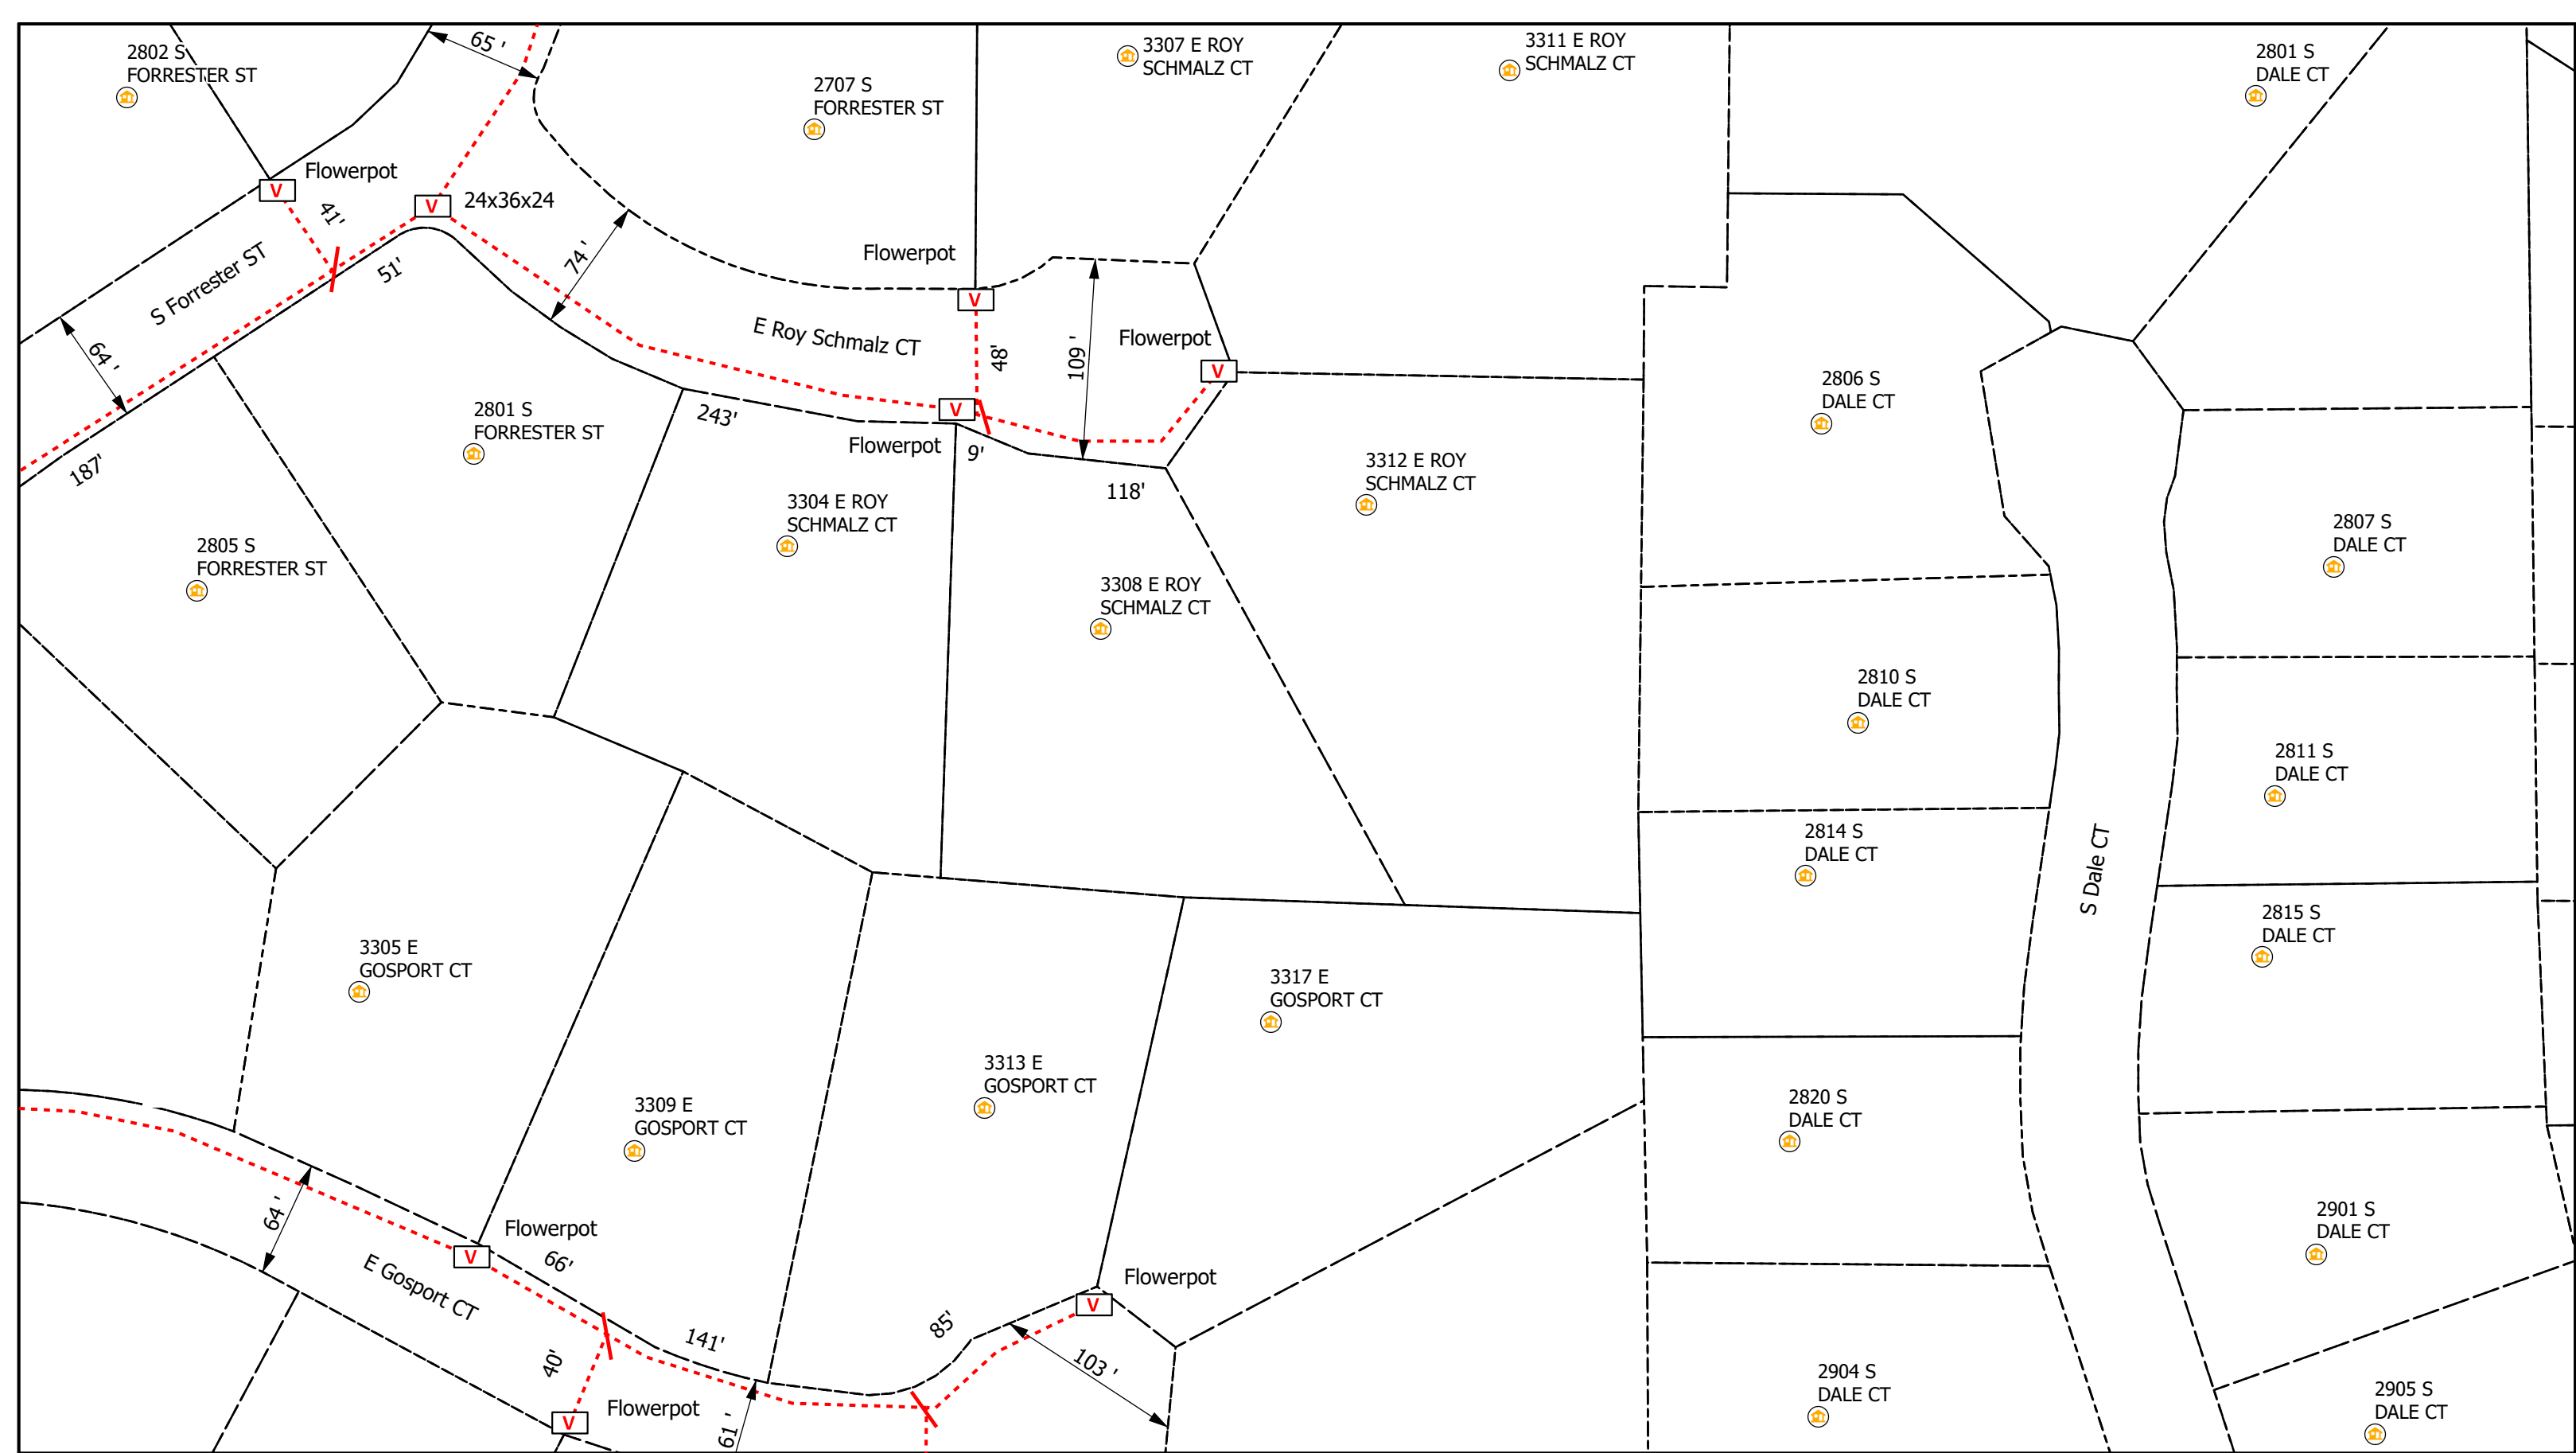 2802 S
FORRESTER ST
65 '
2707 S
FORRESTER ST
3307 E ROY
SCHMALZ CT
3311 E ROY
SCHMALZ CT
2801 S
DALE CT
Flowerpot
V
41'
V
24x36x24
S Forrester ST
51'
74 '
Flowerpot
V
64 '
E Roy Schmalz CT
48'
109 '
Flowerpot
V
2806 S
DALE CT
2801 S
FORRESTER ST
243'
V
Flowerpot
9'
187'
118'
3312 E ROY
SCHMALZ CT
3304 E ROY
SCHMALZ CT
2805 S
FORRESTER ST
3308 E ROY
SCHMALZ CT
2807 S
DALE CT
2810 S
DALE CT
2811 S
DALE CT
2814 S
DALE CT
S Dale CT
2815 S
DALE CT
3305 E
GOSPORT CT
3317 E
GOSPORT CT
3313 E
GOSPORT CT
3309 E
GOSPORT CT
2820 S
DALE CT
2901 S
DALE CT
64 '
Flowerpot
V
66'
E Gosport CT
Flowerpot
V
85'
141'
40'
103 '
Flowerpot
V
61 '
2904 S
DALE CT
2905 S
DALE CT